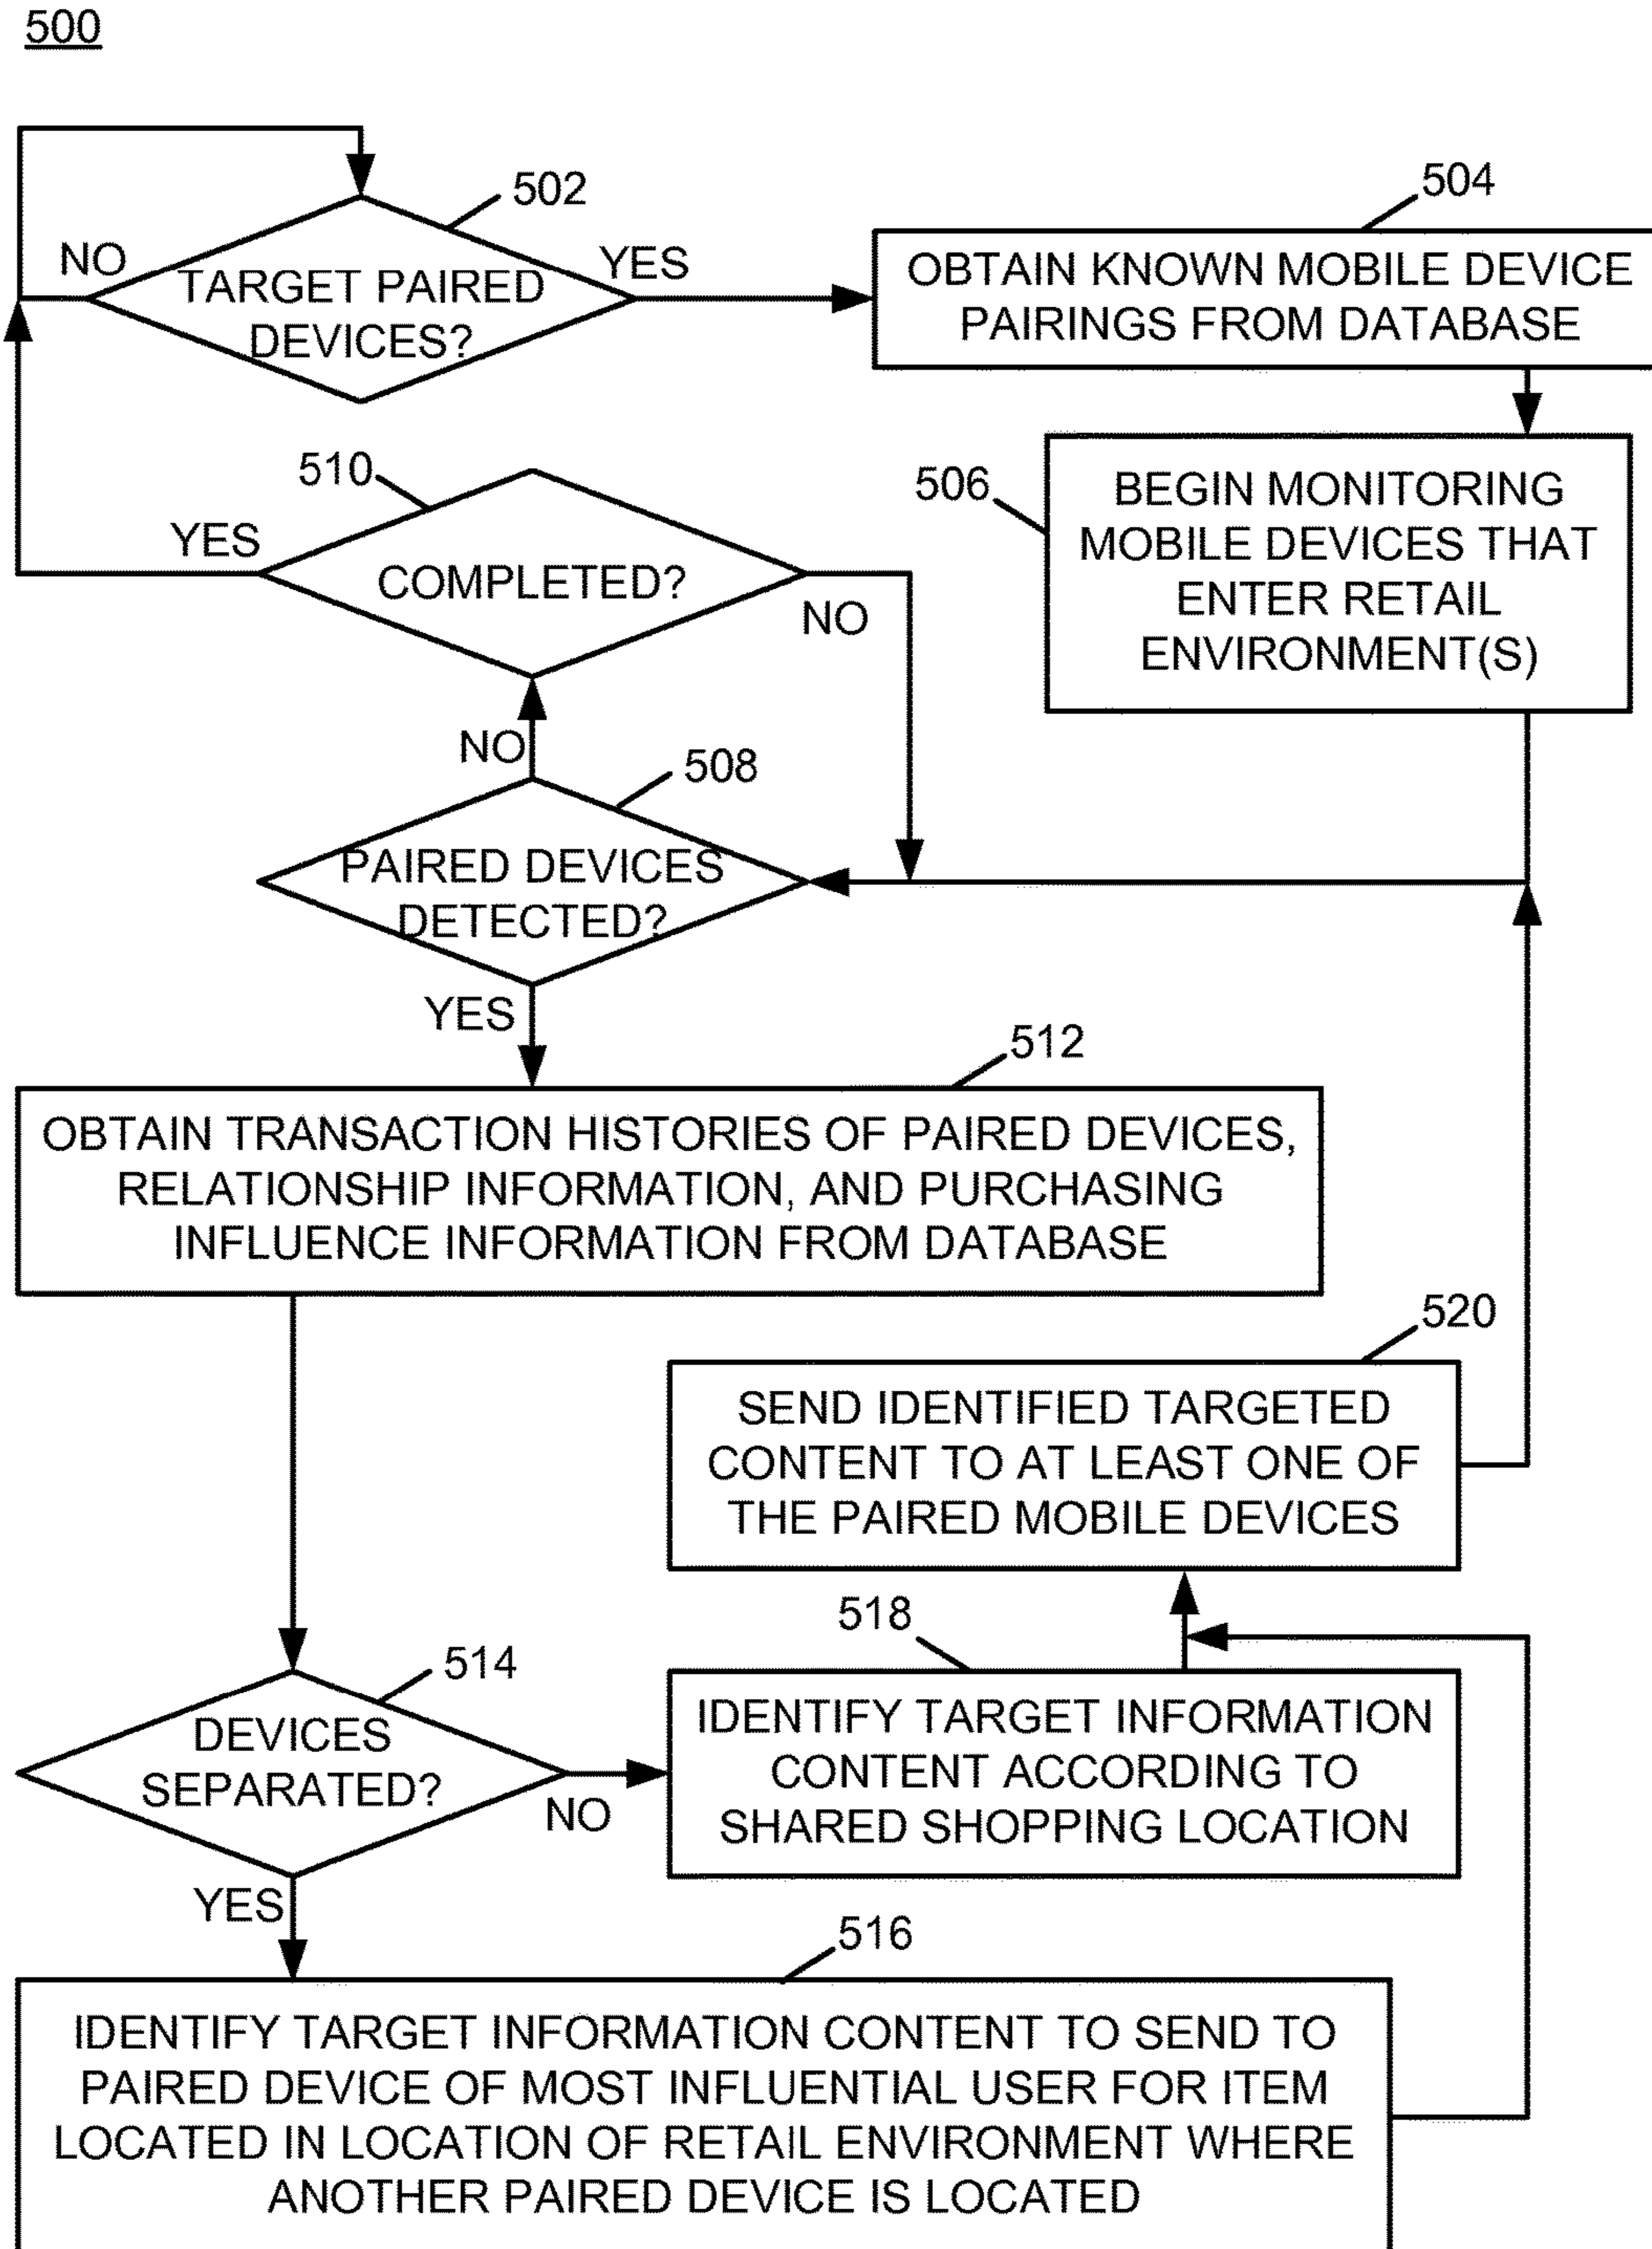 500
502
NO
TARGET PAIRED
DEVICES?
YES
504
OBTAIN KNOWN MOBILE DEVICE
PAIRINGS FROM DATABASE
506
BEGIN MONITORING
MOBILE DEVICES THAT
ENTER RETAIL
ENVIRONMENT(S)
510
YES
COMPLETED?
NO
NO
508
PAIRED DEVICES
DETECTED?
YES
512
OBTAIN TRANSACTION HISTORIES OF PAIRED DEVICES,
RELATIONSHIP INFORMATION, AND PURCHASING
INFLUENCE INFORMATION FROM DATABASE
520
SEND IDENTIFIED TARGETED
CONTENT TO AT LEAST ONE OF
THE PAIRED MOBILE DEVICES
514
DEVICES
SEPARATED?
NO
518
IDENTIFY TARGET INFORMATION
CONTENT ACCORDING TO
SHARED SHOPPING LOCATION
YES
516
IDENTIFY TARGET INFORMATION CONTENT TO SEND TO
PAIRED DEVICE OF MOST INFLUENTIAL USER FOR ITEM
LOCATED IN LOCATION OF RETAIL ENVIRONMENT WHERE
ANOTHER PAIRED DEVICE IS LOCATED